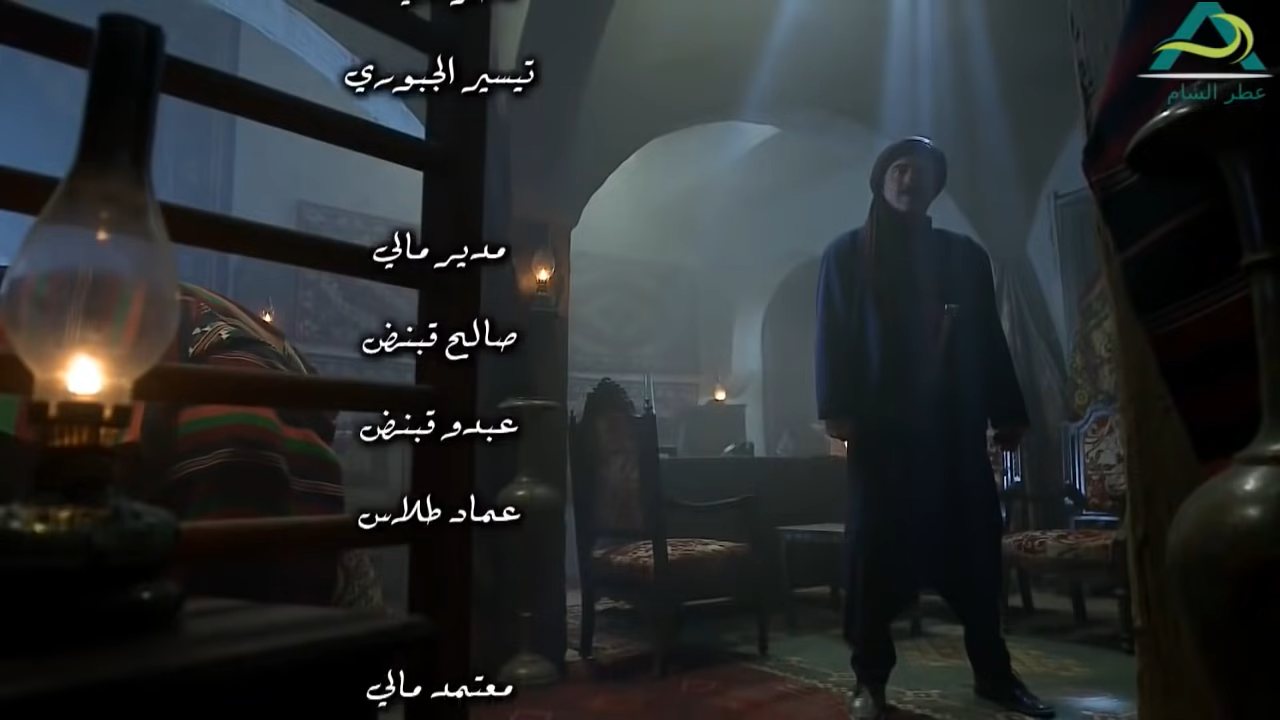 تيسير الجبوري
عطر الشام
مدير مالي
صالح قبنض
عبدو قبنض
عماد طلاس
معتمد مالي